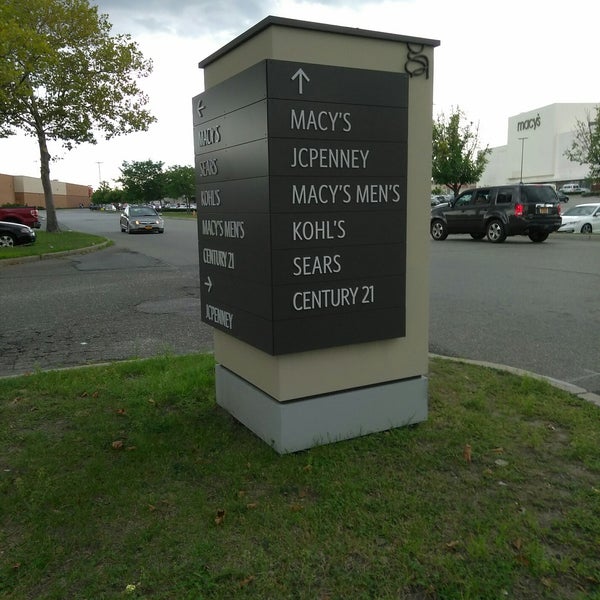 ←
MACY'S
SEARS
KOHL'S
MACY'S MEN'S
CENTURY 21
→
JCPENNEY
↑
MACY'S
JCPENNEY
MACY'S MEN'S
KOHL'S
SEARS
CENTURY 21
macy's